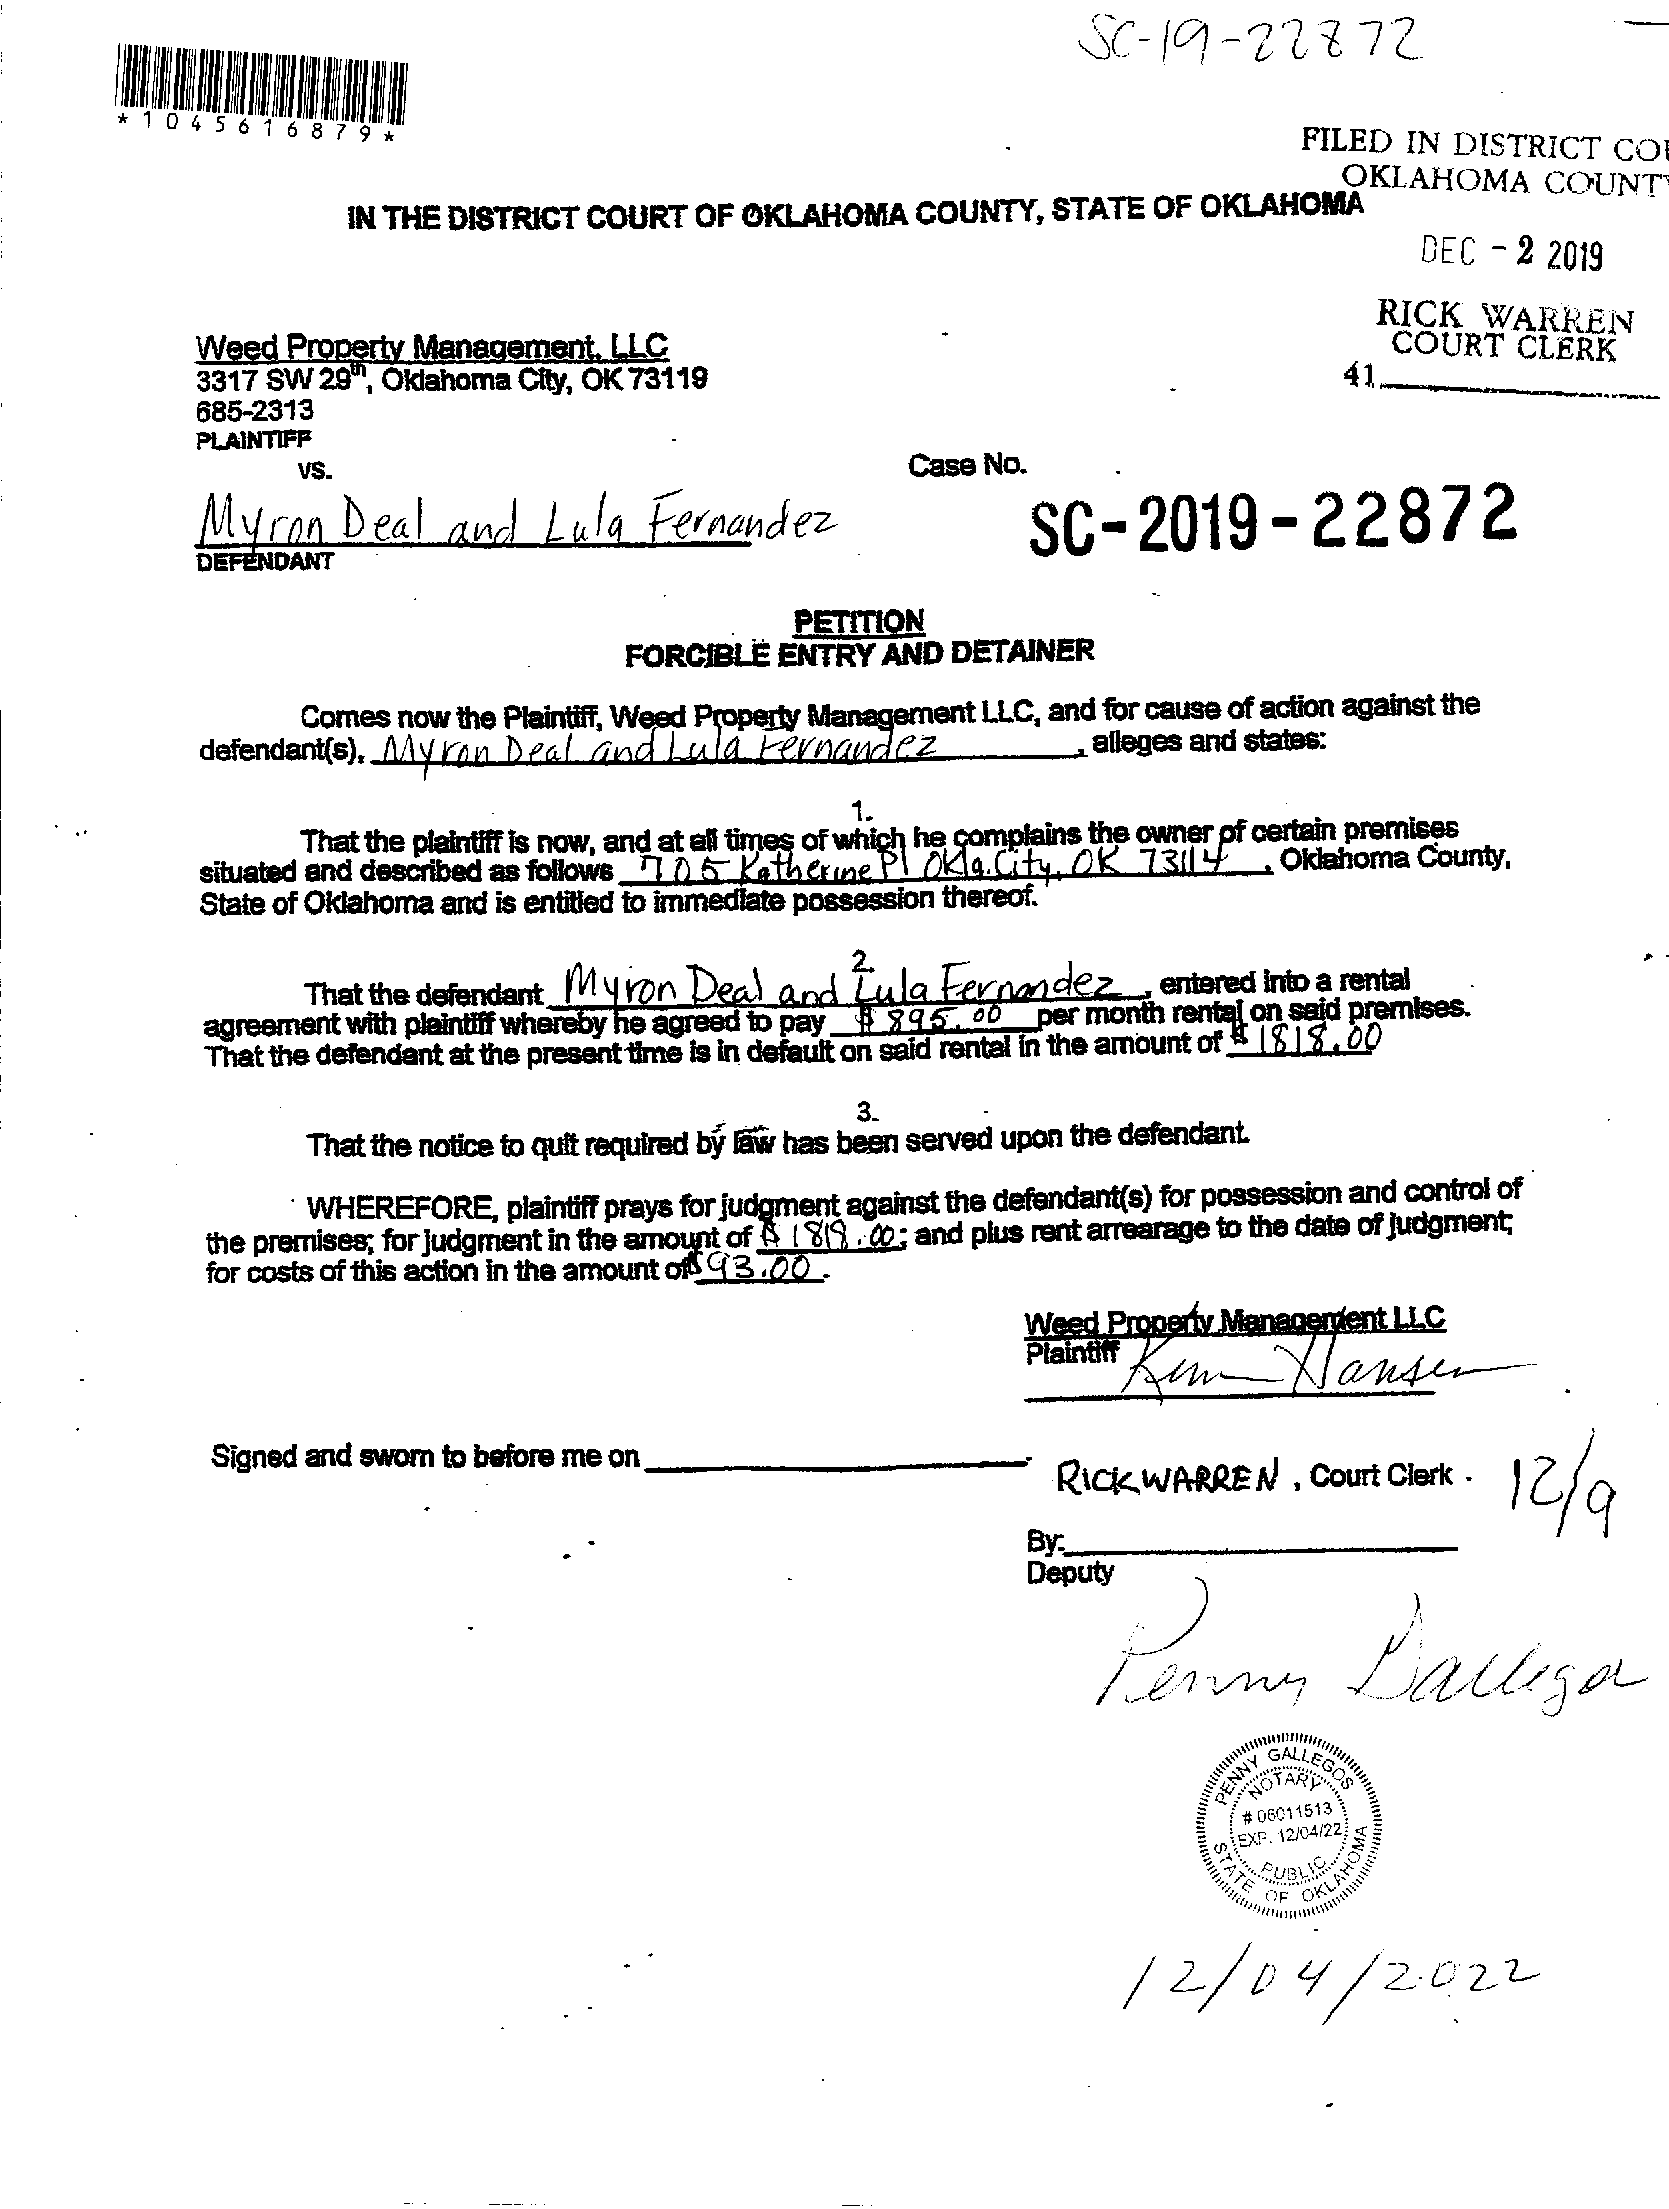 SC-19-22872
*1045616879*
FILED IN DISTRICT COU
OKLAHOMA COUNTY
IN THE DISTRICT COURT OF OKLAHOMA COUNTY, STATE OF OKLAHOMA
DEC - 2 2019
RICK WARREN
COURT CLERK
41
Weed Property Management, LLC
3317 SW 29th, Oklahoma City, OK 73119
685-2313
PLAINTIFF
vs.
Case No.
Myron Deal and Lula Fernandez
SC-2019-22872
DEFENDANT
PETITION
FORCIBLE ENTRY AND DETAINER
Comes now the Plaintiff, Weed Property Management LLC, and for cause of action against the
defendant(s), Myron Deal and Lula Fernandez, alleges and states:
1.
That the plaintiff is now, and at all times of which he complains the owner of certain premises
situated and described as follows 705 Katherine Pl Okla. City, OK 73114, Oklahoma County,
State of Oklahoma and is entitled to immediate possession thereof.
2.
That the defendant Myron Deal and Lula Fernandez, entered into a rental
agreement with plaintiff whereby he agreed to pay $895.00 per month rental on said premises.
That the defendant at the present time is in default on said rental in the amount of $1818.00
3.
That the notice to quit required by law has been served upon the defendant.
WHEREFORE, plaintiff prays for judgment against the defendant(s) for possession and control of
the premises; for judgment in the amount of $1818.00; and plus rent arrearage to the date of judgment;
for costs of this action in the amount of $93.00.
Weed Property Management LLC
Plaintiff Kim Hansen
Signed and sworn to before me on
RICK WARREN, Court Clerk. 12/9
By:
Deputy
Penny Gallegos
PENNY GALLEGOS
NOTARY
# 06011513
EXP. 12/04/22
PUBLIC
STATE OF OKLAHOMA
12/04/2022